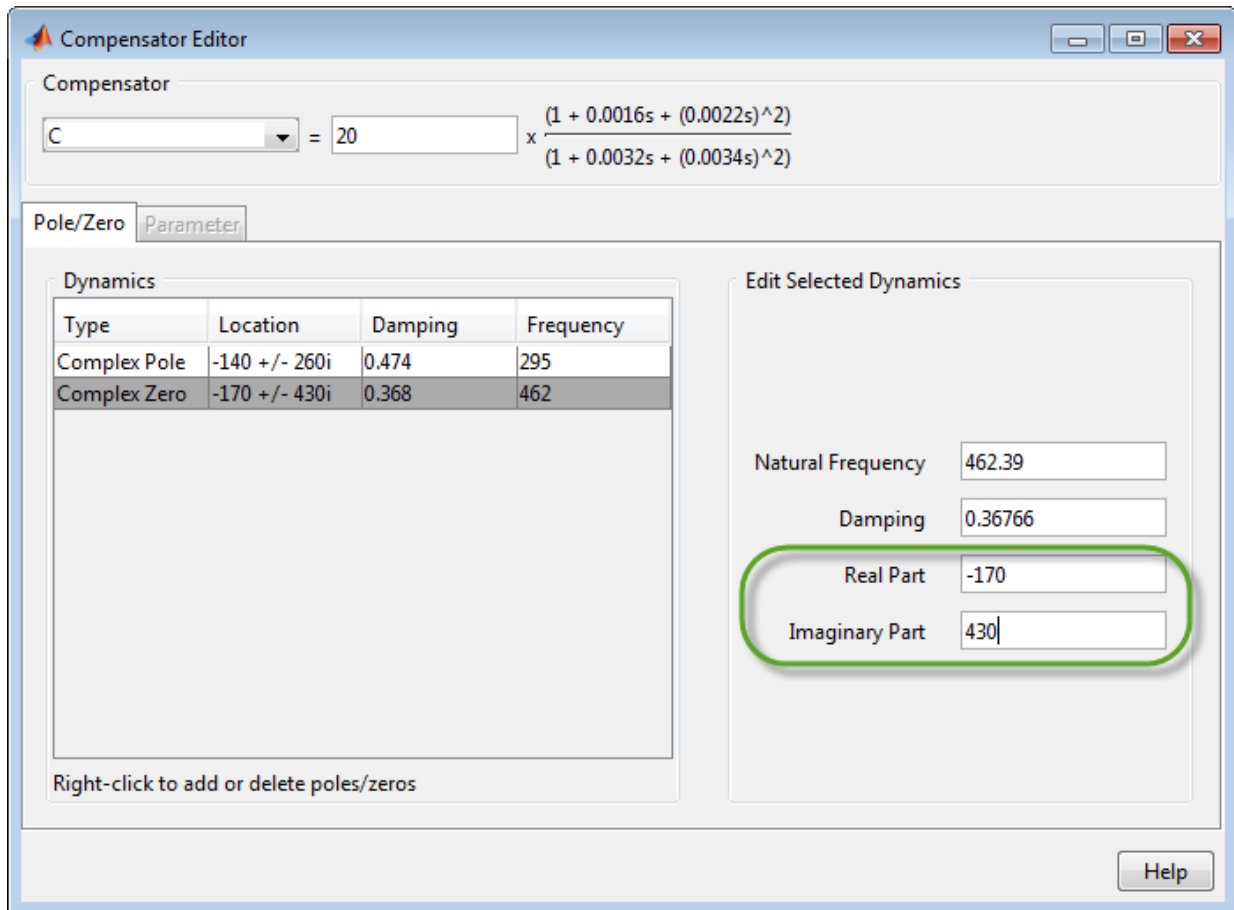 Compensator Editor
Compensator
C = 20 x (1 + 0.0016s + (0.0022s)^2)
(1 + 0.0032s + (0.0034s)^2)
Pole/Zero Parameter
Dynamics
Type Location Damping Frequency
Complex Pole -140 +/- 260i 0.474 295
Complex Zero -170 +/- 430i 0.368 462
Right-click to add or delete poles/zeros
Edit Selected Dynamics
Natural Frequency 462.39
Damping 0.36766
Real Part -170
Imaginary Part 430
Help